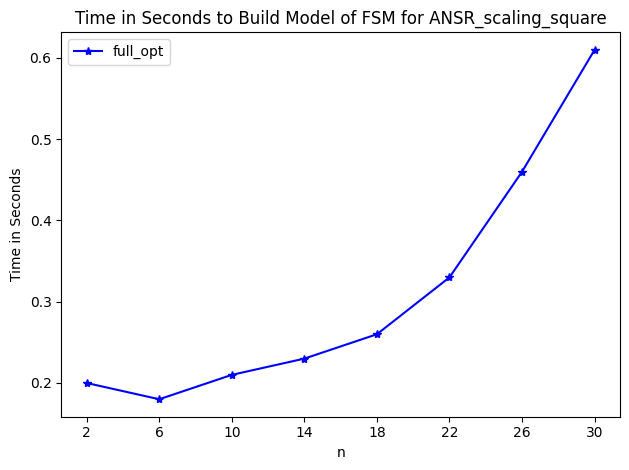 Time in Seconds to Build Model of FSM for ANSR_scaling_square
full_opt
0.6
0.5
0.4
0.3
0.2
Time in Seconds
2 6 10 14 18 22 26 30
n